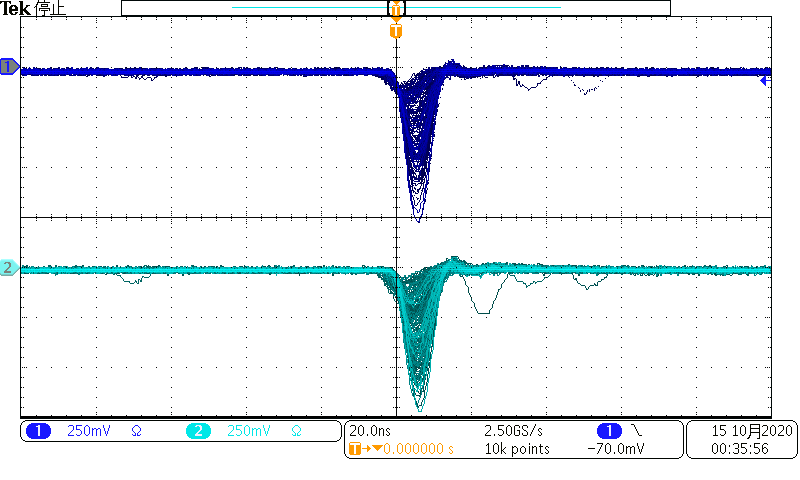 Tek 停止
T
T
1
2
1 250mV Ω 2 250mV Ω
20.0ns 2.50GS/s 1 \
T→▼0.000000 s 10k points −70.0mV
15 10月2020
00:35:56